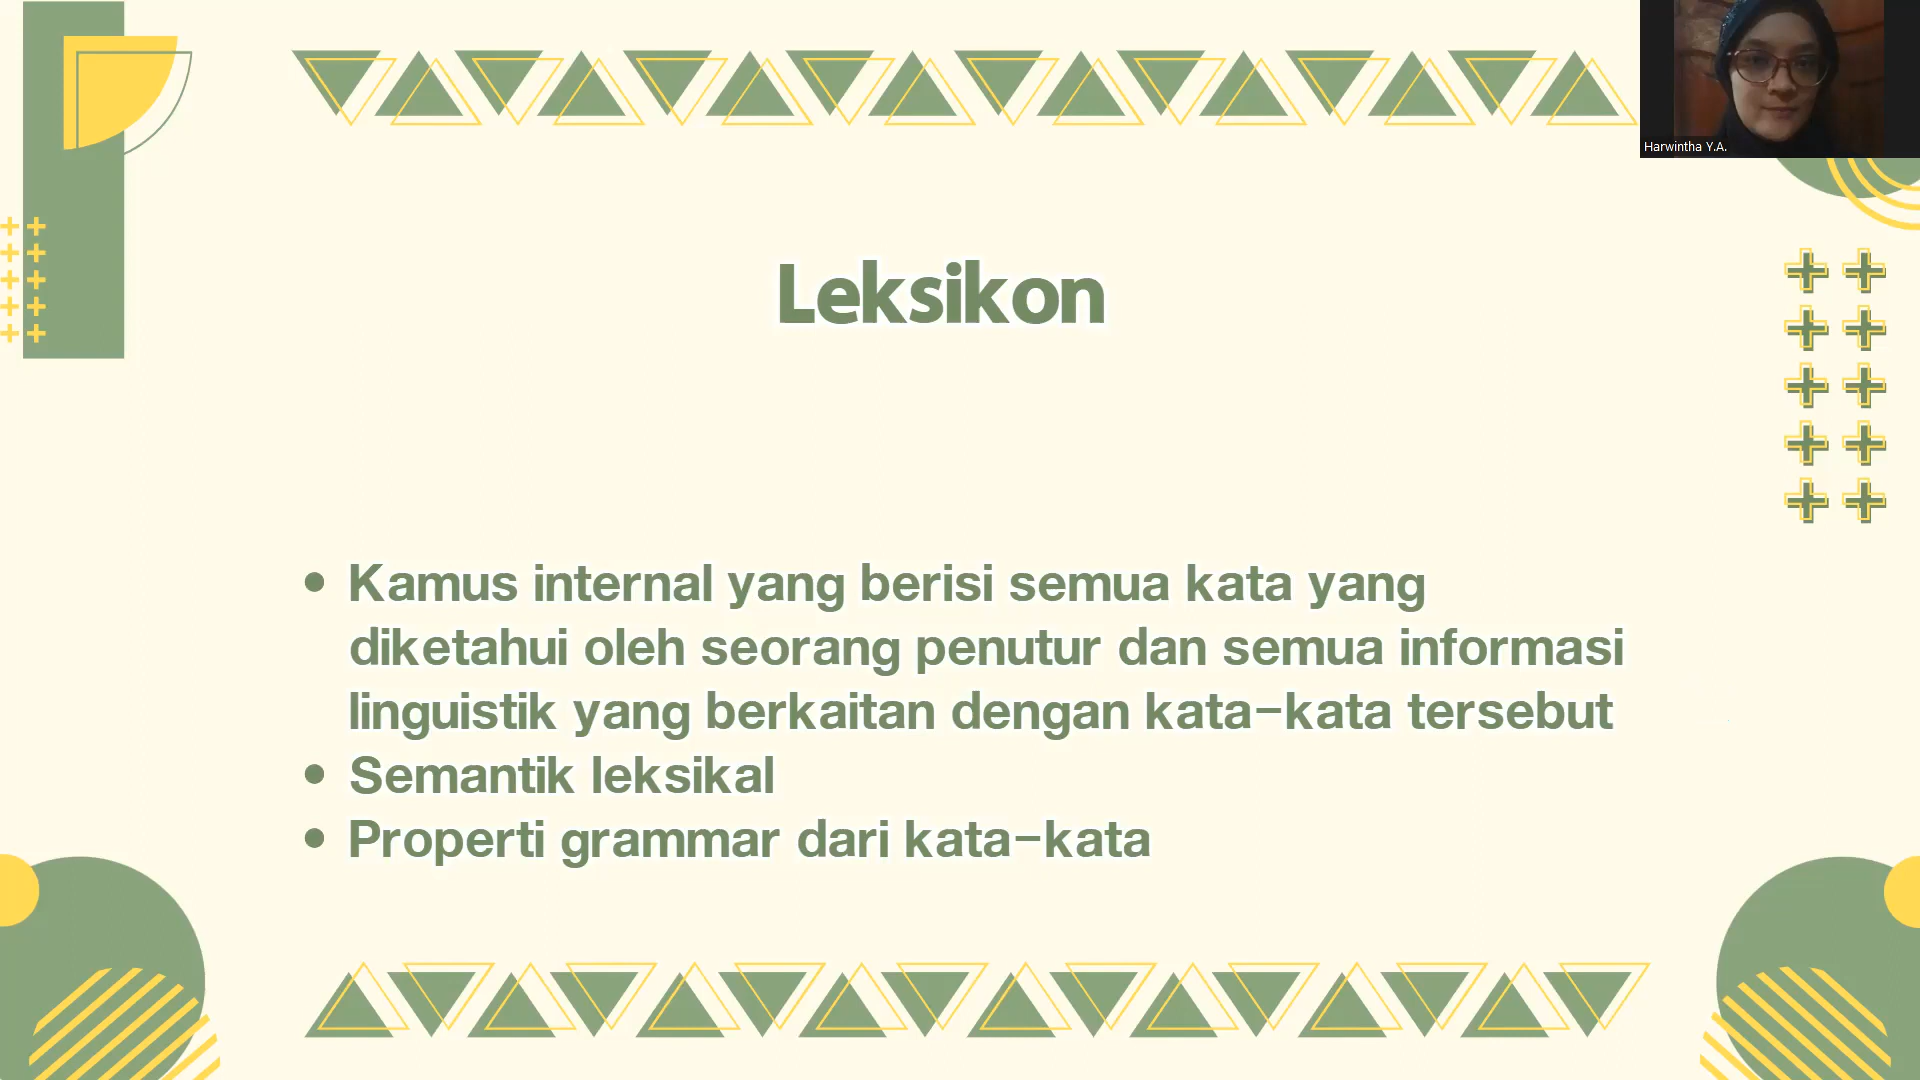 Harwintha Y.A.
Leksikon
• Kamus internal yang berisi semua kata yang
diketahui oleh seorang penutur dan semua informasi
linguistik yang berkaitan dengan kata-kata tersebut
• Semantik leksikal
• Properti grammar dari kata-kata